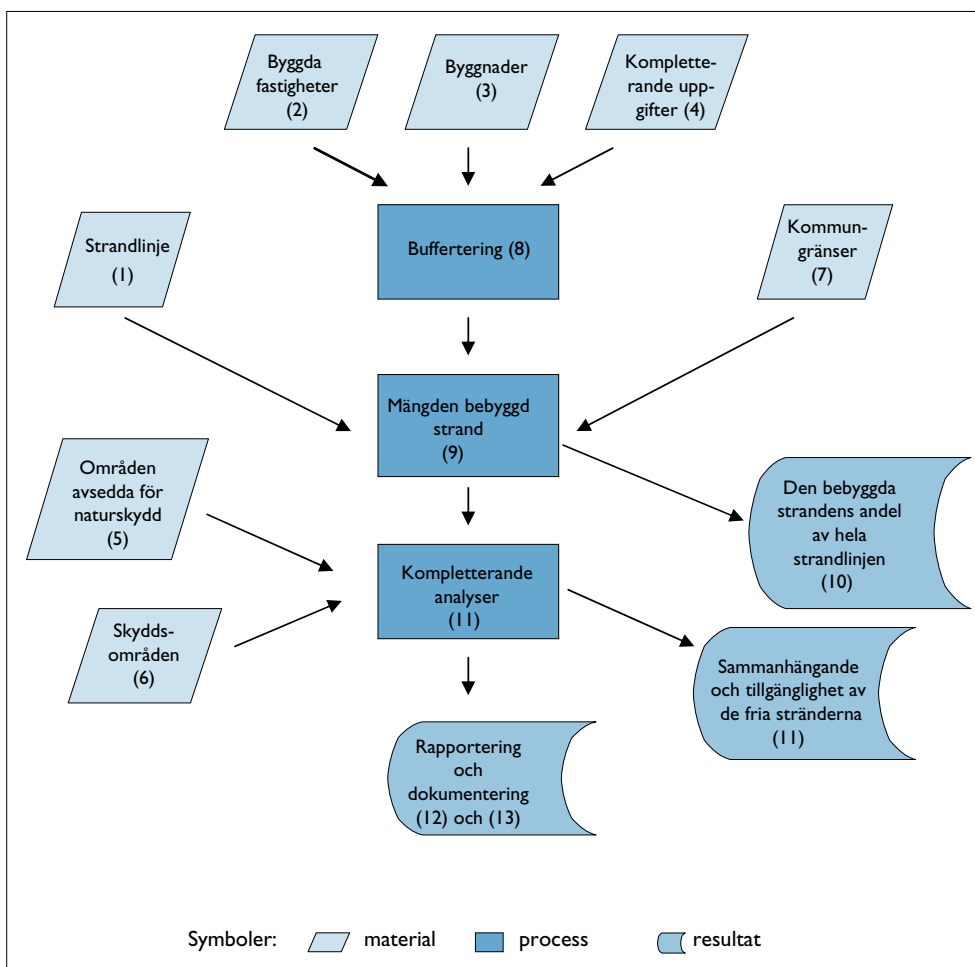 Byggda
fastigheter
(2)
Byggnader
(3)
Komplette-
rande upp-
gifter (4)
Strandlinje
(1)
Buffertering (8)
Kommun-
gränser
(7)
Mängden bebyggd
strand
(9)
Områden
avsedda för
naturskydd
(5)
Den bebyggda
strandens andel
av hela
strandlinjen
(10)
Kompletterande
analyser
(11)
Skydds-
områden
(6)
Sammanhängande
och tillgänglighet av
de fria stränderna
(11)
Rapportering
och
dokumentering
(12) och (13)
Symboler: material process resultat